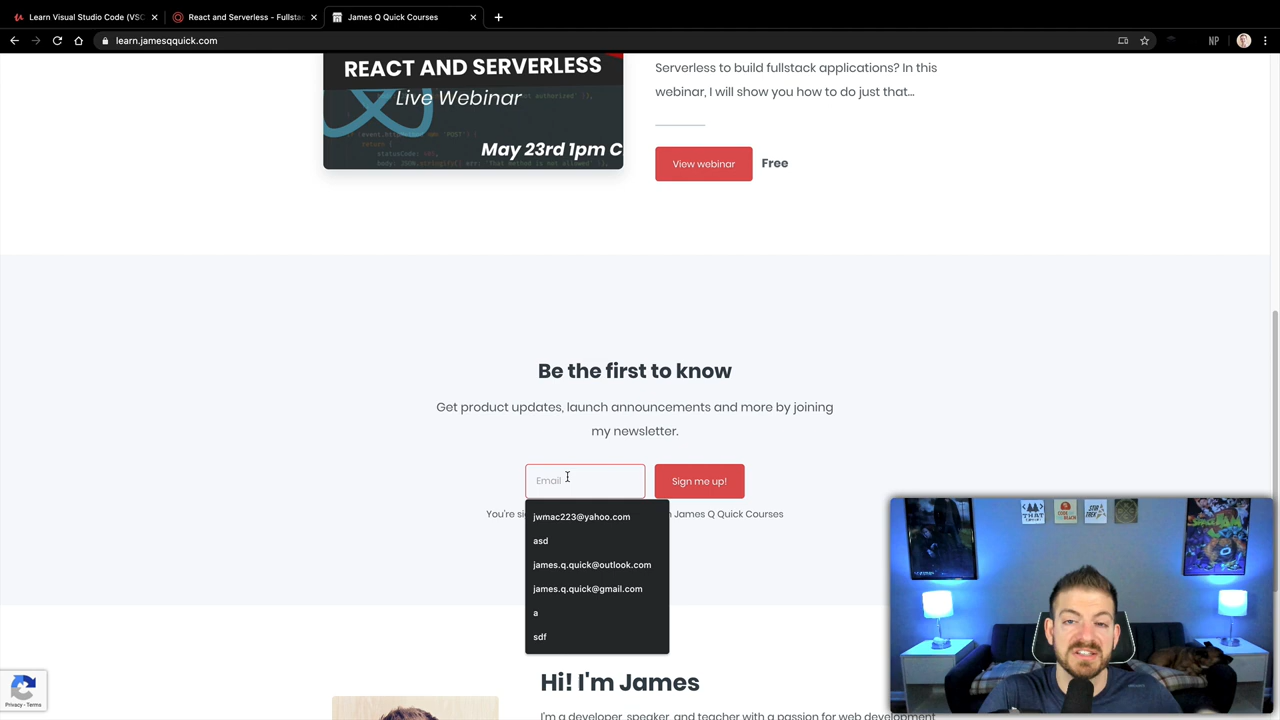 Learn Visual Studio Code (VSC
React and Serverless - Fullstac
James Q Quick Courses
learn.jamesqquick.com
NP
REACT AND SERVERLESS
Live Webinar
May 23rd 1pm C
Serverless to build fullstack applications? In this
webinar, I will show you how to do just that...
View webinar
Free
Be the first to know
Get product updates, launch announcements and more by joining
my newsletter.
Email
Sign me up!
You're si
James Q Quick Courses
jwmac223@yahoo.com
asd
james.q.quick@outlook.com
james.q.quick@gmail.com
a
sdf
Hi! I'm James
I'm a developer, speaker, and teacher with a passion for web development
Privacy - Terms